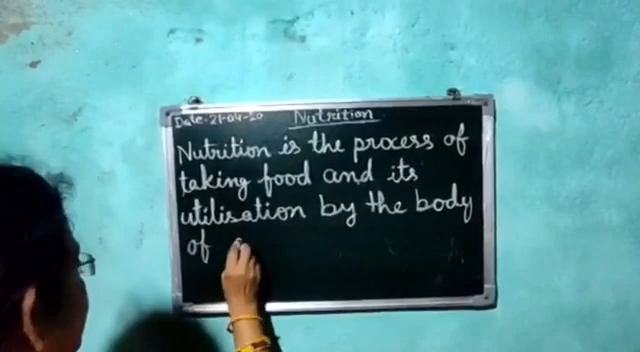 Date-21-04-20 Nutrition
Nutrition is the process of
taking food and its
utilisation by the body
of